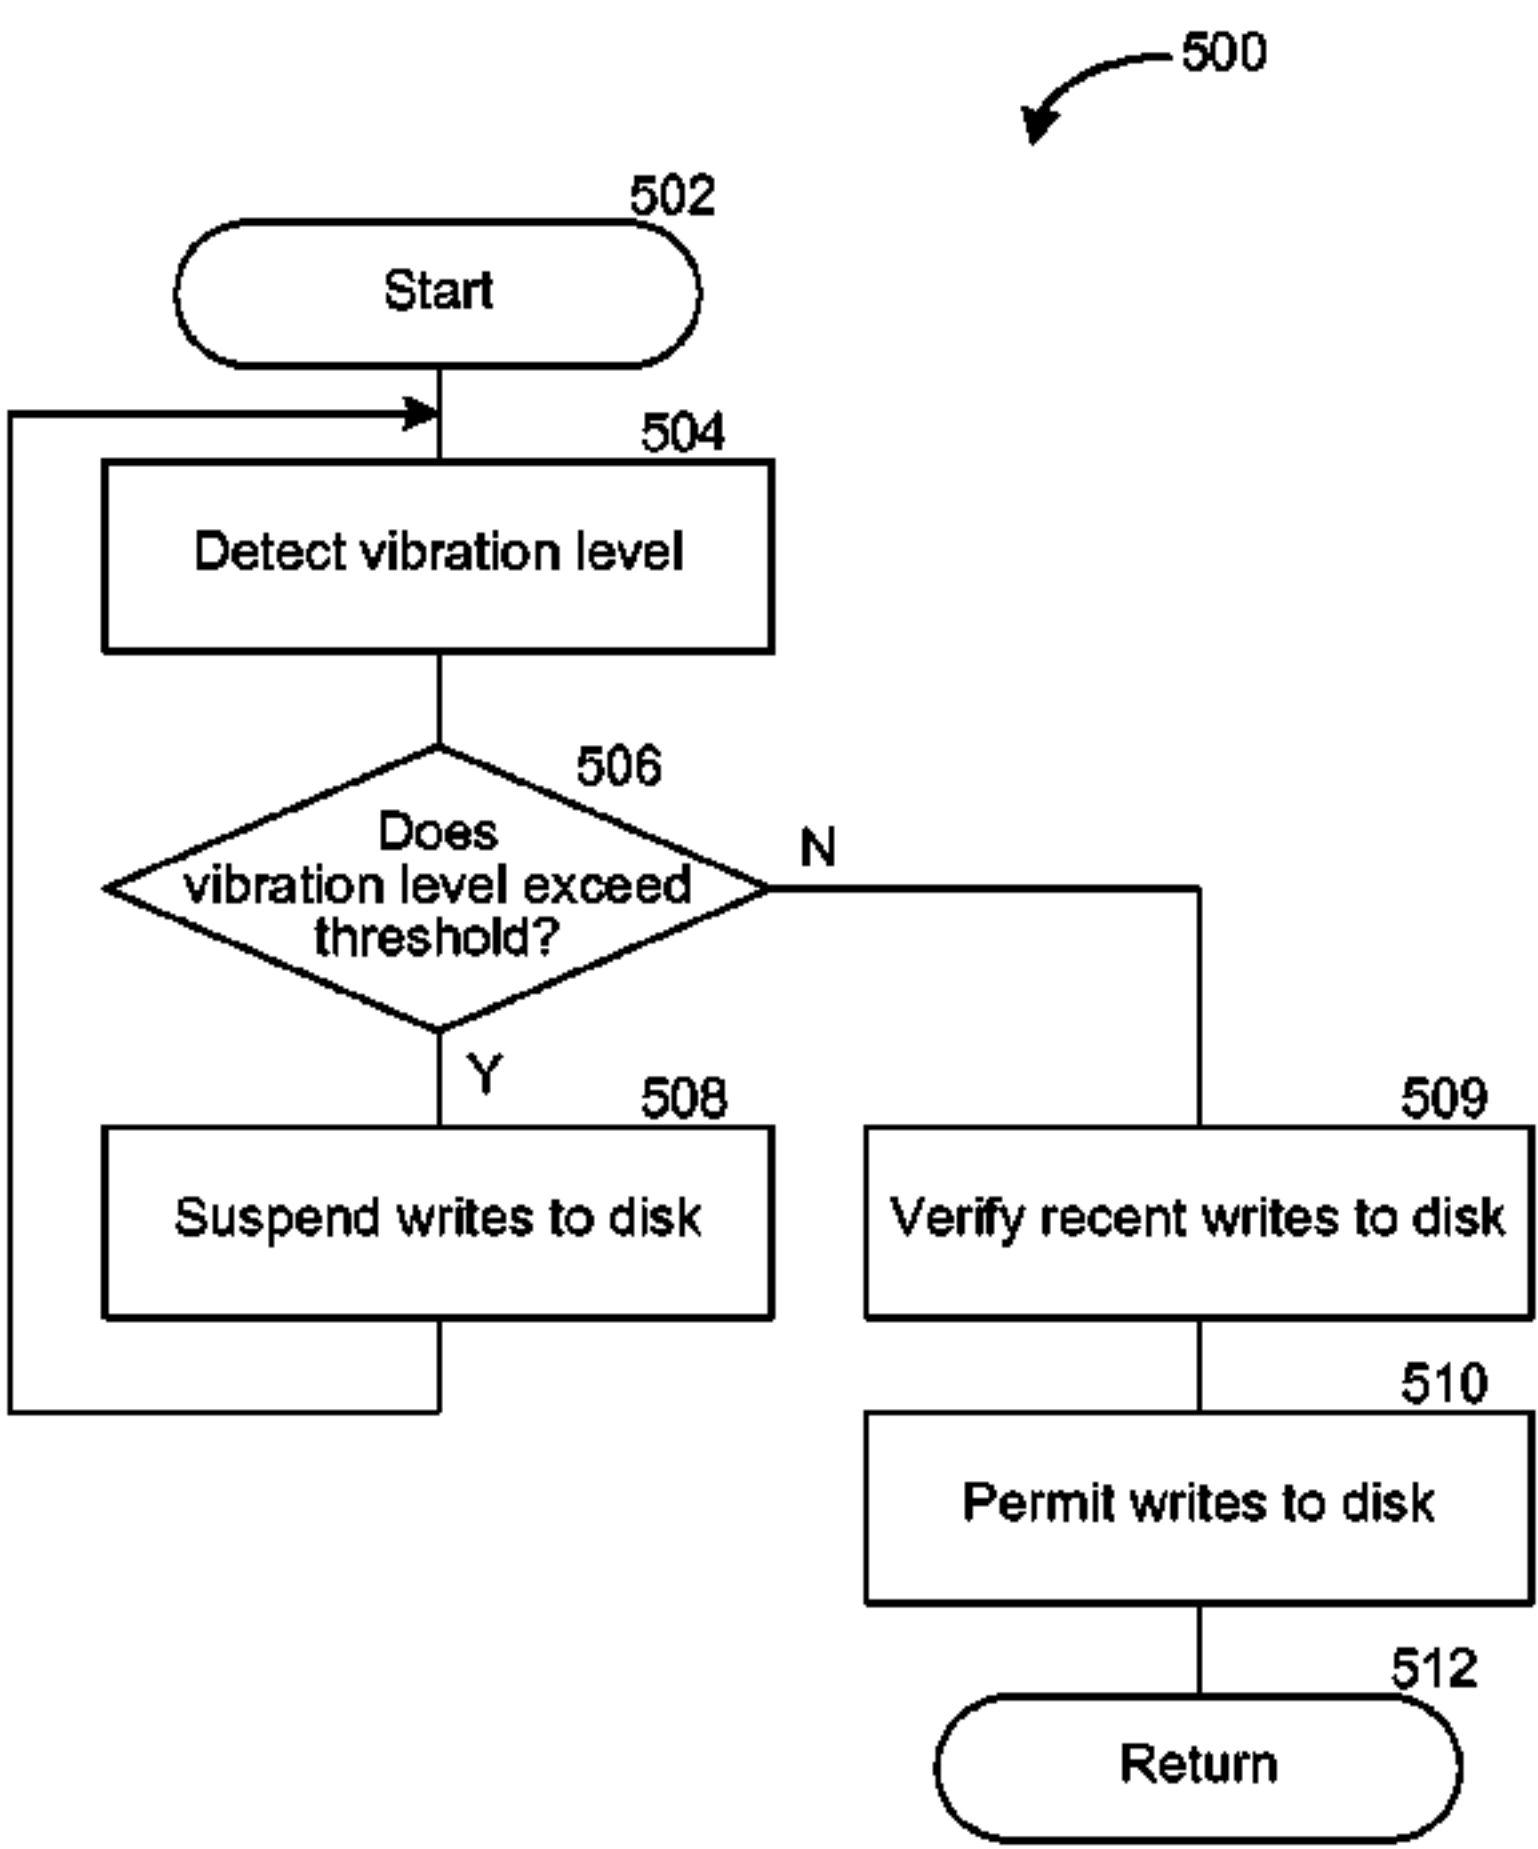 500
502
Start
504
Detect vibration level
506
Does
vibration level exceed
threshold?
N
Y
508
Suspend writes to disk
509
Verify recent writes to disk
510
Permit writes to disk
512
Return